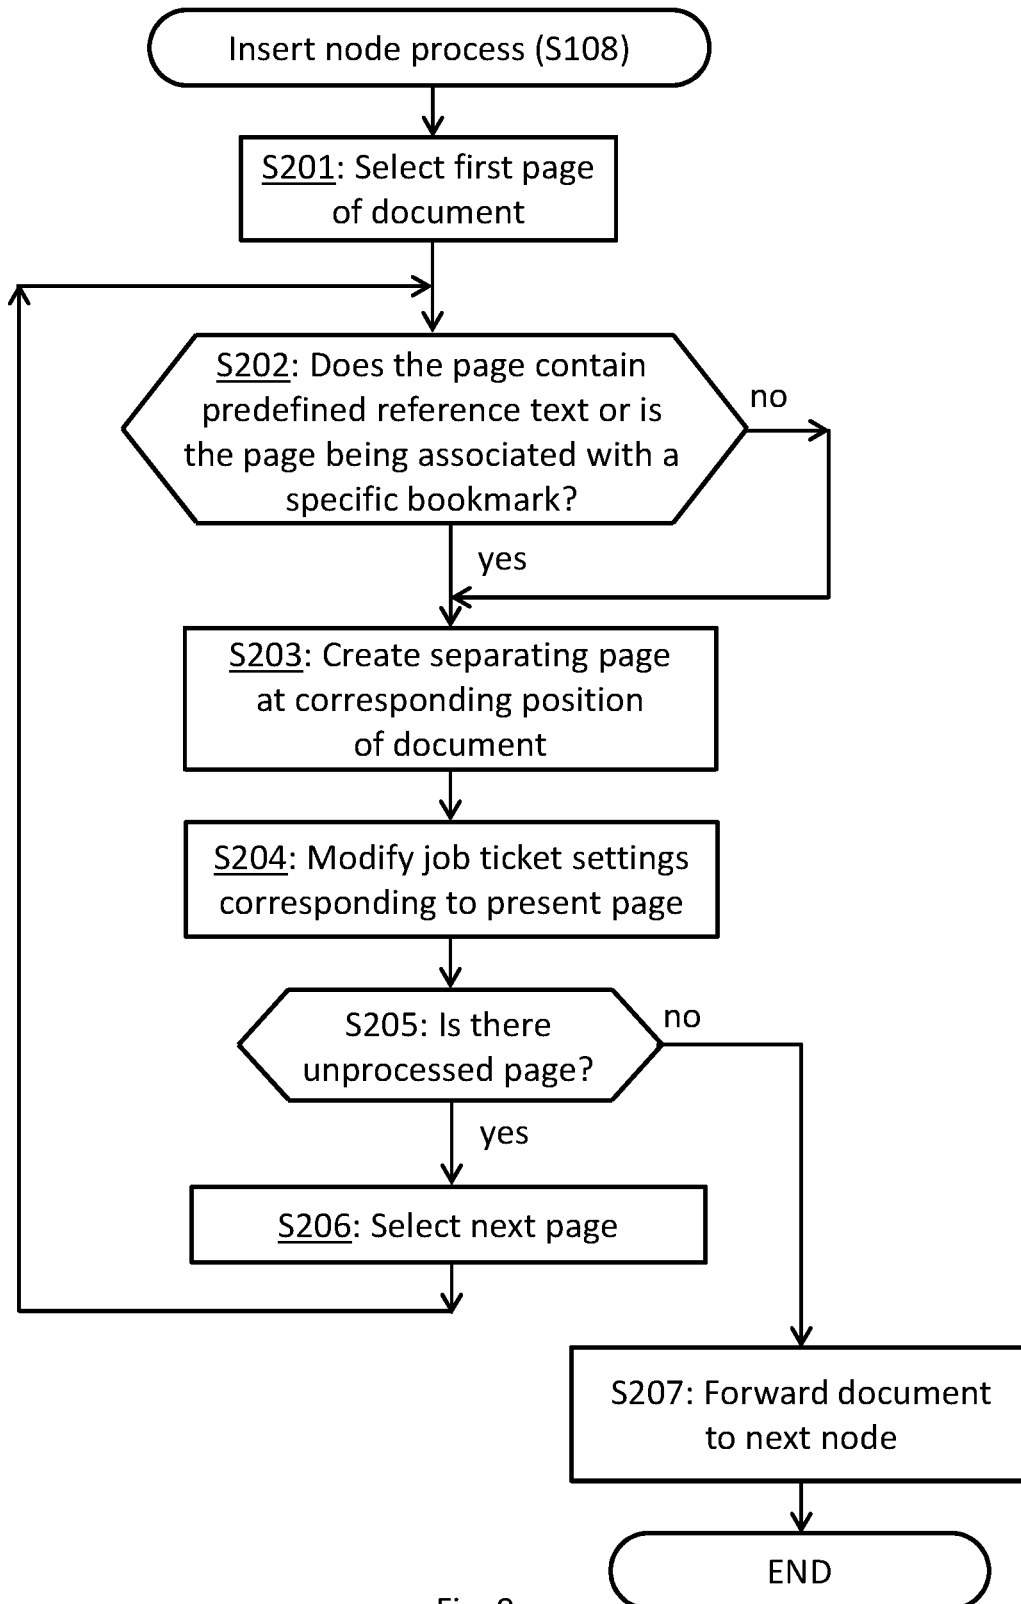 Insert node process (S108)
S201: Select first page
of document
S202: Does the page contain
predefined reference text or is
the page being associated with a
specific bookmark?
no
yes
S203: Create separating page
at corresponding position
of document
S204: Modify job ticket settings
corresponding to present page
S205: Is there
unprocessed page?
no
yes
S206: Select next page
S207: Forward document
to next node
END